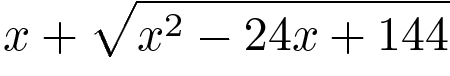 x + √(x² − 24x + 144)